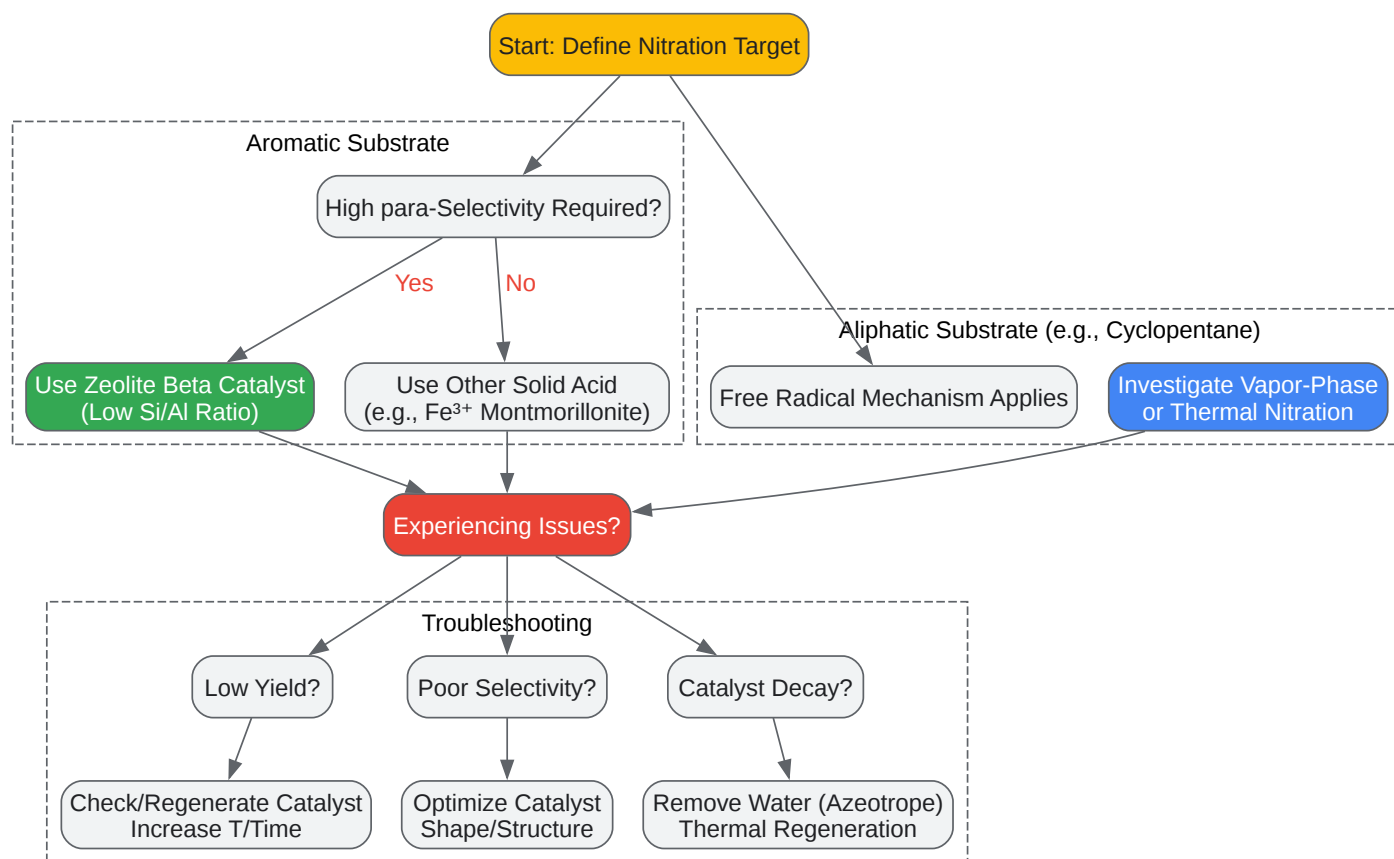 Start: Define Nitration Target
Aromatic Substrate
High para-Selectivity Required?
Yes
No
Aliphatic Substrate (e.g., Cyclopentane)
Use Zeolite Beta Catalyst
(Low Si/Al Ratio)
Use Other Solid Acid
(e.g., Fe³⁺ Montmorillonite)
Free Radical Mechanism Applies
Investigate Vapor-Phase
or Thermal Nitration
Experiencing Issues?
Troubleshooting
Low Yield?
Poor Selectivity?
Catalyst Decay?
Check/Regenerate Catalyst
Increase T/Time
Optimize Catalyst
Shape/Structure
Remove Water (Azeotrope)
Thermal Regeneration